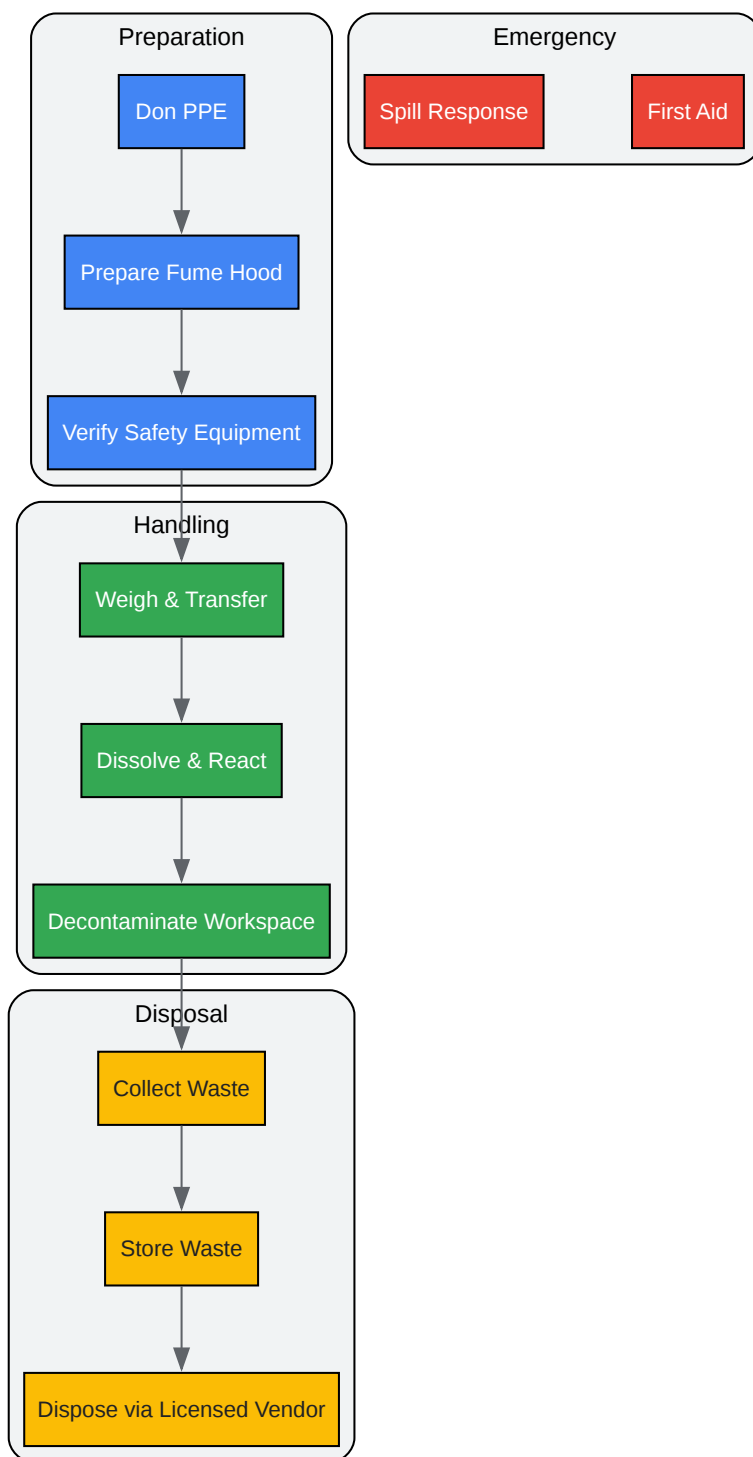 Preparation
Don PPE
Prepare Fume Hood
Verify Safety Equipment
Emergency
Spill Response
First Aid
Handling
Weigh & Transfer
Dissolve & React
Decontaminate Workspace
Disposal
Collect Waste
Store Waste
Dispose via Licensed Vendor